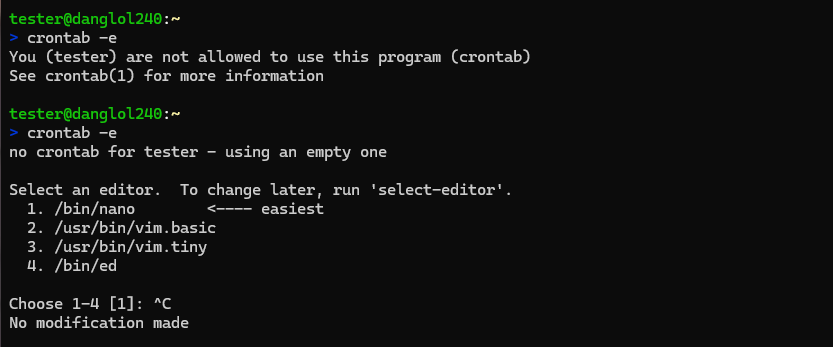 tester@danglol240:~
> crontab -e
You (tester) are not allowed to use this program (crontab)
See crontab(1) for more information
tester@danglol240:~
> crontab -e
no crontab for tester - using an empty one
Select an editor.  To change later, run 'select-editor'.
  1. /bin/nano        <---- easiest
  2. /usr/bin/vim.basic
  3. /usr/bin/vim.tiny
  4. /bin/ed
Choose 1-4 [1]: ^C
No modification made